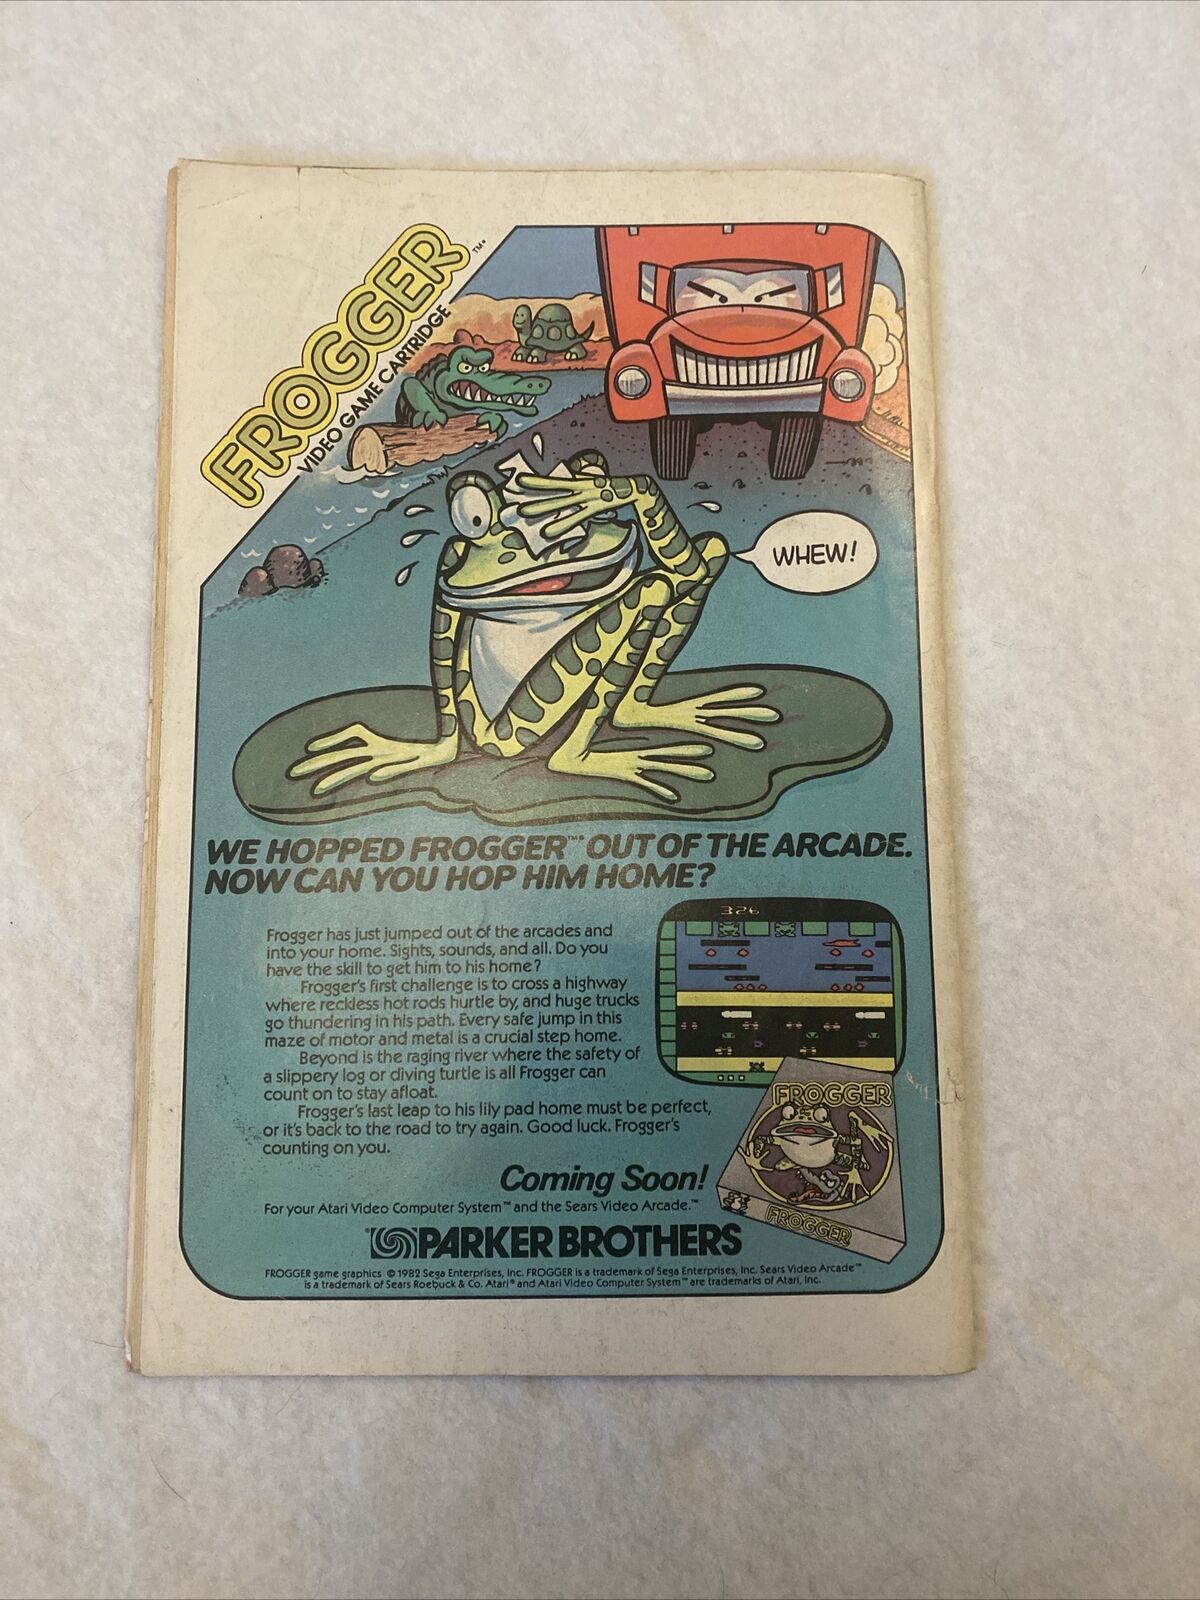 FROGGER™•
VIDEO GAME CARTRIDGE
WHEW!
WE HOPPED FROGGER™• OUT OF THE ARCADE.
NOW CAN YOU HOP HIM HOME?
Frogger has just jumped out of the arcades and
into your home. Sights, sounds, and all. Do you
have the skill to get him to his home?
Frogger's first challenge is to cross a highway
where reckless hot rods hurtle by, and huge trucks
go thundering in his path. Every safe jump in this
maze of motor and metal is a crucial step home.
Beyond is the raging river where the safety of
a slippery log or diving turtle is all Frogger can
count on to stay afloat.
Frogger's last leap to his lily pad home must be perfect,
or it's back to the road to try again. Good luck. Frogger's
counting on you.
326
FROGGER
FROGGER
Coming Soon!
For your Atari Video Computer System™ and the Sears Video Arcade.™
PARKER BROTHERS
FROGGER game graphics © 1982 Sega Enterprises, Inc. FROGGER is a trademark of Sega Enterprises, Inc. Sears Video Arcade™
is a trademark of Sears Roebuck & Co. Atari® and Atari Video Computer System™ are trademarks of Atari, Inc.